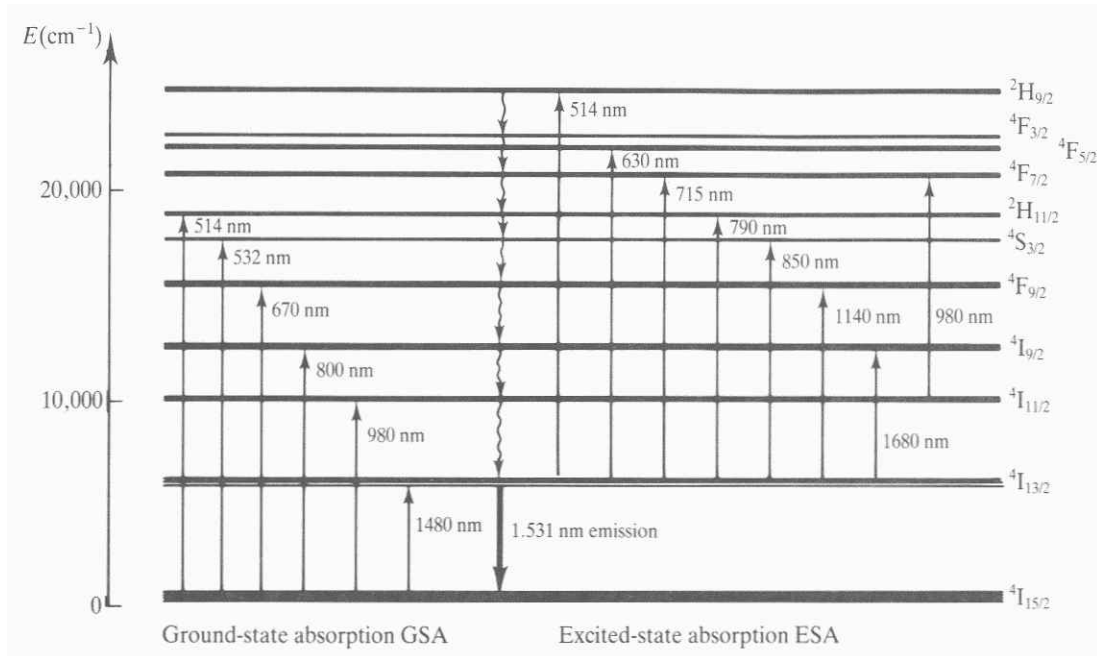 E(cm⁻¹)
²H₉/₂
514 nm
⁴F₃/₂
⁴F₅/₂
630 nm
⁴F₇/₂
20,000
715 nm
²H₁₁/₂
514 nm
790 nm
⁴S₃/₂
532 nm
850 nm
⁴F₉/₂
670 nm
1140 nm
980 nm
⁴I₉/₂
800 nm
10,000
⁴I₁₁/₂
980 nm
1680 nm
⁴I₁₃/₂
1480 nm
1.531 nm emission
0
⁴I₁₅/₂
Ground-state absorption GSA
Excited-state absorption ESA